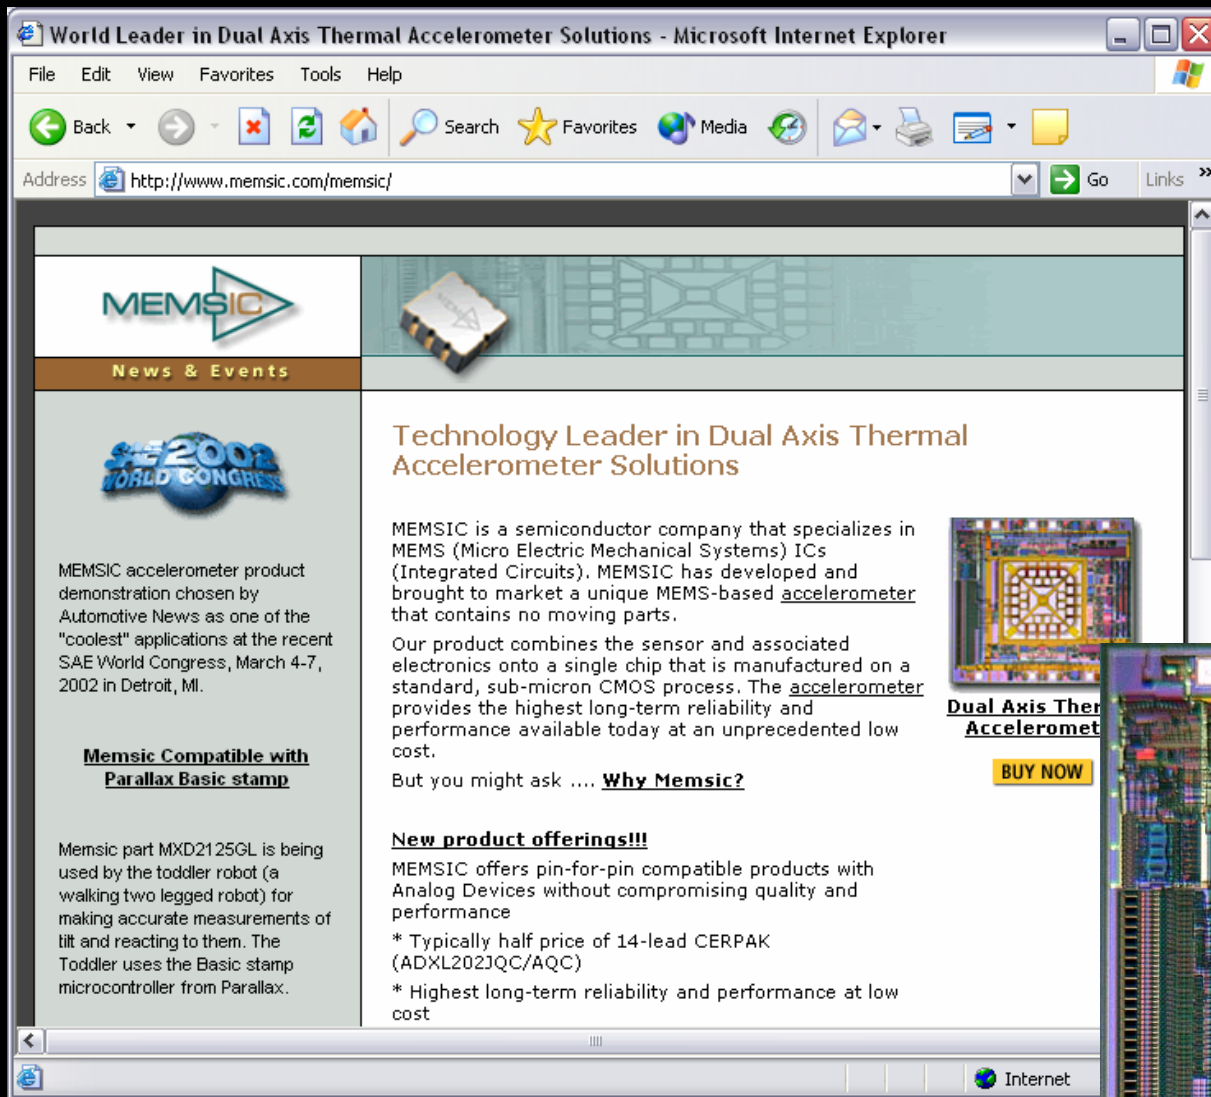 World Leader in Dual Axis Thermal Accelerometer Solutions - Microsoft Internet Explorer
File Edit View Favorites Tools Help
Back Search Favorites Media
Address http://www.memsic.com/memsic/ Go Links »
MEMSIC
MEMSIC
News & Events
SAE 2002
WORLD CONGRESS
MEMSIC accelerometer product
demonstration chosen by
Automotive News as one of the
"coolest" applications at the recent
SAE World Congress, March 4-7,
2002 in Detroit, MI.
Memsic Compatible with
Parallax Basic stamp
Memsic part MXD2125GL is being
used by the toddler robot (a
walking two legged robot) for
making accurate measurements of
tilt and reacting to them. The
Toddler uses the Basic stamp
microcontroller from Parallax.
Technology Leader in Dual Axis Thermal
Accelerometer Solutions
MEMSIC is a semiconductor company that specializes in
MEMS (Micro Electric Mechanical Systems) ICs
(Integrated Circuits). MEMSIC has developed and
brought to market a unique MEMS-based accelerometer
that contains no moving parts.
Our product combines the sensor and associated
electronics onto a single chip that is manufactured on a
standard, sub-micron CMOS process. The accelerometer
provides the highest long-term reliability and
performance available today at an unprecedented low
cost.
But you might ask .... Why Memsic?
New product offerings!!!
MEMSIC offers pin-for-pin compatible products with
Analog Devices without compromising quality and
performance
* Typically half price of 14-lead CERPAK
(ADXL202JQC/AQC)
* Highest long-term reliability and performance at low
cost
Dual Axis Ther
Acceleromet
BUY NOW
Internet